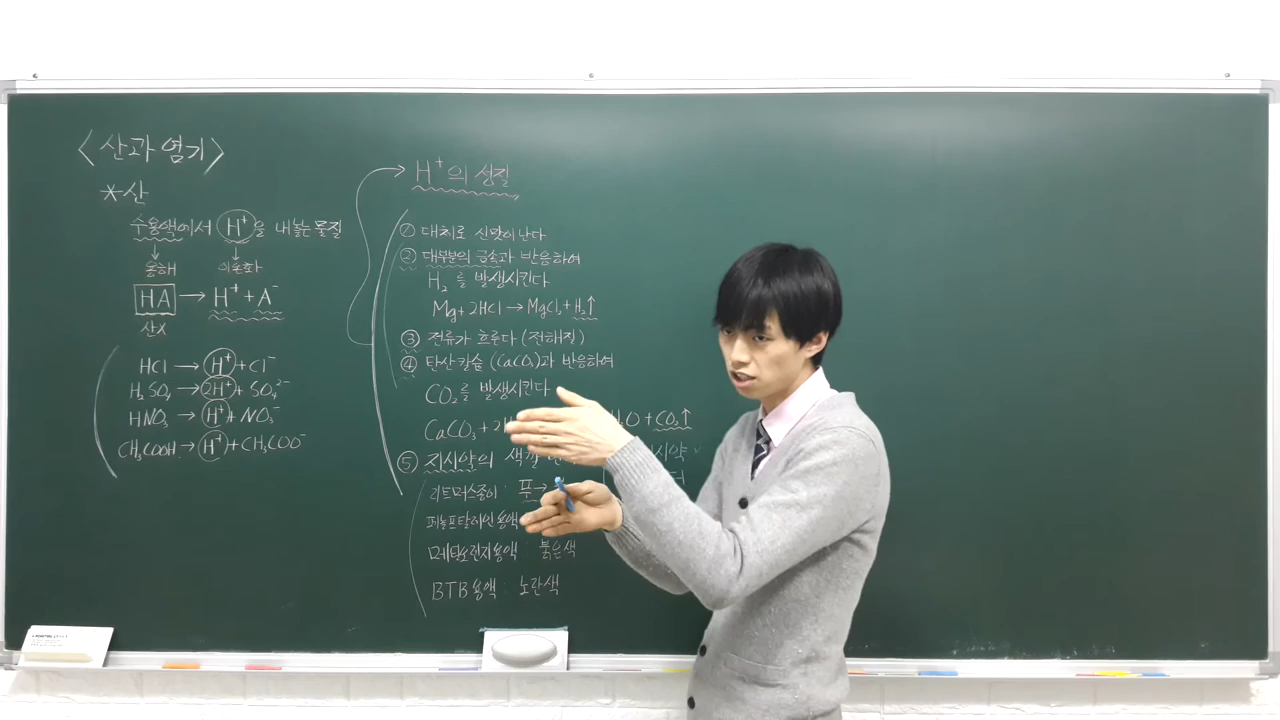 <산과 염기>
*산
수용액에서 H⁺을 내놓는 물질
용해 이온화
HA → H⁺ + A⁻
산X
HCl → H⁺ + Cl⁻
H₂SO₄ → 2H⁺ + SO₄²⁻
HNO₃ → H⁺ + NO₃⁻
CH₃COOH → H⁺ + CH₃COO⁻
H⁺의 성질
① 대체로 신맛이 난다
② 대부분의 금속과 반응하여
H₂를 발생시킨다
Mg + 2HCl → MgCl₂ + H₂↑
③ 전류가 흐른다 (전해질)
④ 탄산칼슘 (CaCO₃)과 반응하여
CO₂를 발생시킨다
CaCO₃ + 2 O + CO₂↑
⑤ 지시약의 색깔
리트머스종이 : 푸→
페놀프탈레인용액
메틸오렌지용액 : 붉은색
BTB용액 : 노란색